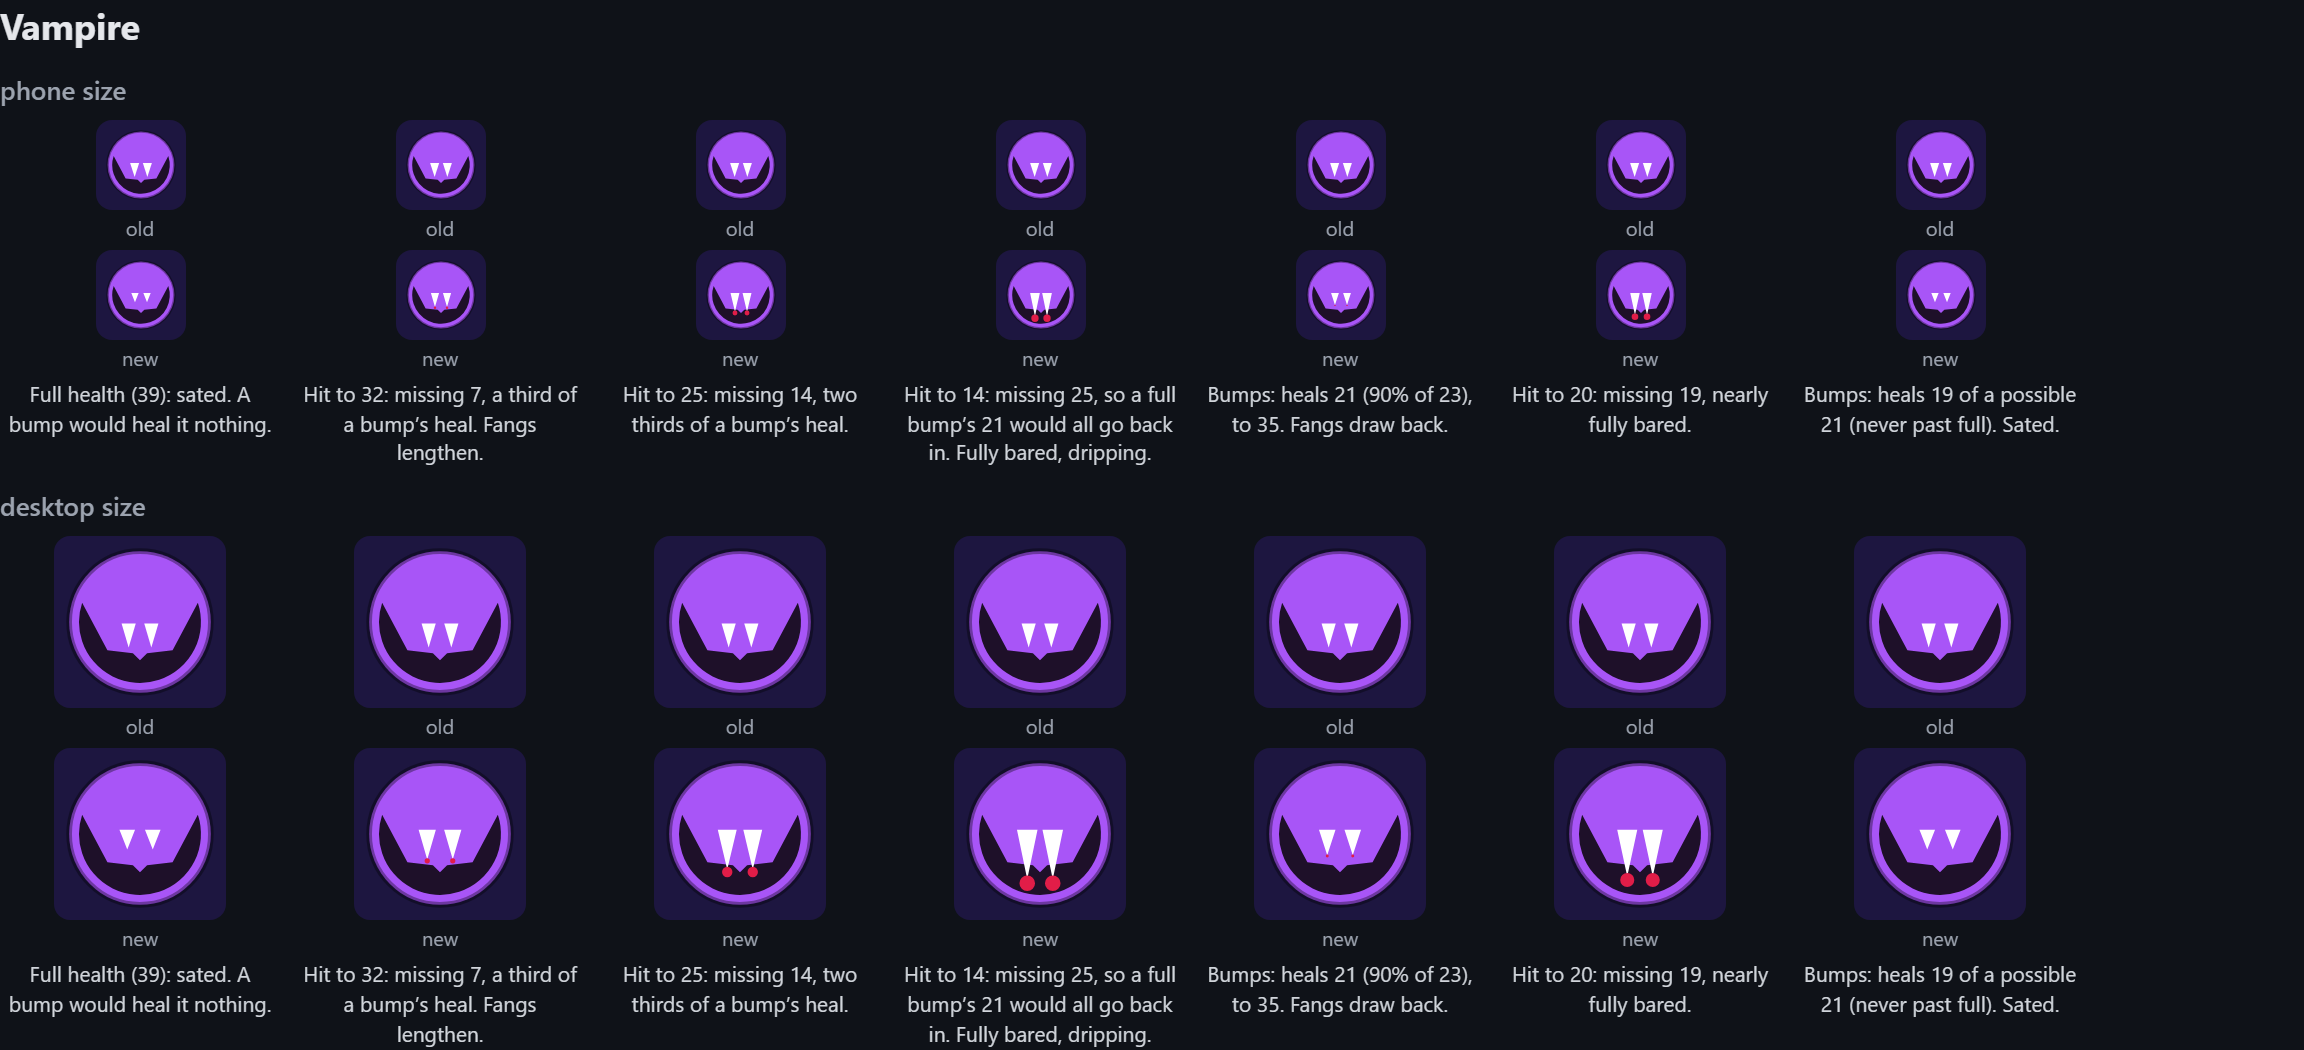 Vampire
phone size
old old old old old old old
new new new new new new new
Full health (39): sated. A
bump would heal it nothing.
Hit to 32: missing 7, a third of
a bump’s heal. Fangs
lengthen.
Hit to 25: missing 14, two
thirds of a bump’s heal.
Hit to 14: missing 25, so a full
bump’s 21 would all go back
in. Fully bared, dripping.
Bumps: heals 21 (90% of 23),
to 35. Fangs draw back.
Hit to 20: missing 19, nearly
fully bared.
Bumps: heals 19 of a possible
21 (never past full). Sated.
desktop size
old old old old old old old
new new new new new new new
Full health (39): sated. A
bump would heal it nothing.
Hit to 32: missing 7, a third of
a bump’s heal. Fangs
lengthen.
Hit to 25: missing 14, two
thirds of a bump’s heal.
Hit to 14: missing 25, so a full
bump’s 21 would all go back
in. Fully bared, dripping.
Bumps: heals 21 (90% of 23),
to 35. Fangs draw back.
Hit to 20: missing 19, nearly
fully bared.
Bumps: heals 19 of a possible
21 (never past full). Sated.